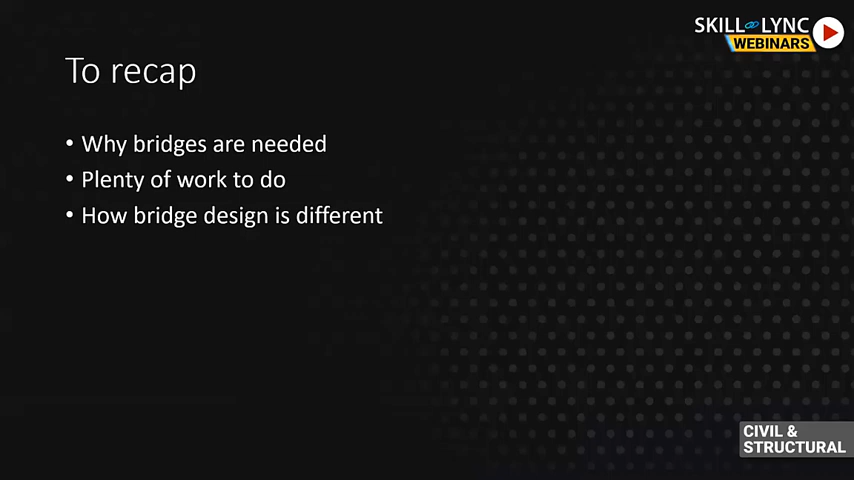 SKILL LYNC
WEBINARS
To recap
• Why bridges are needed
• Plenty of work to do
• How bridge design is different
CIVIL &
STRUCTURAL